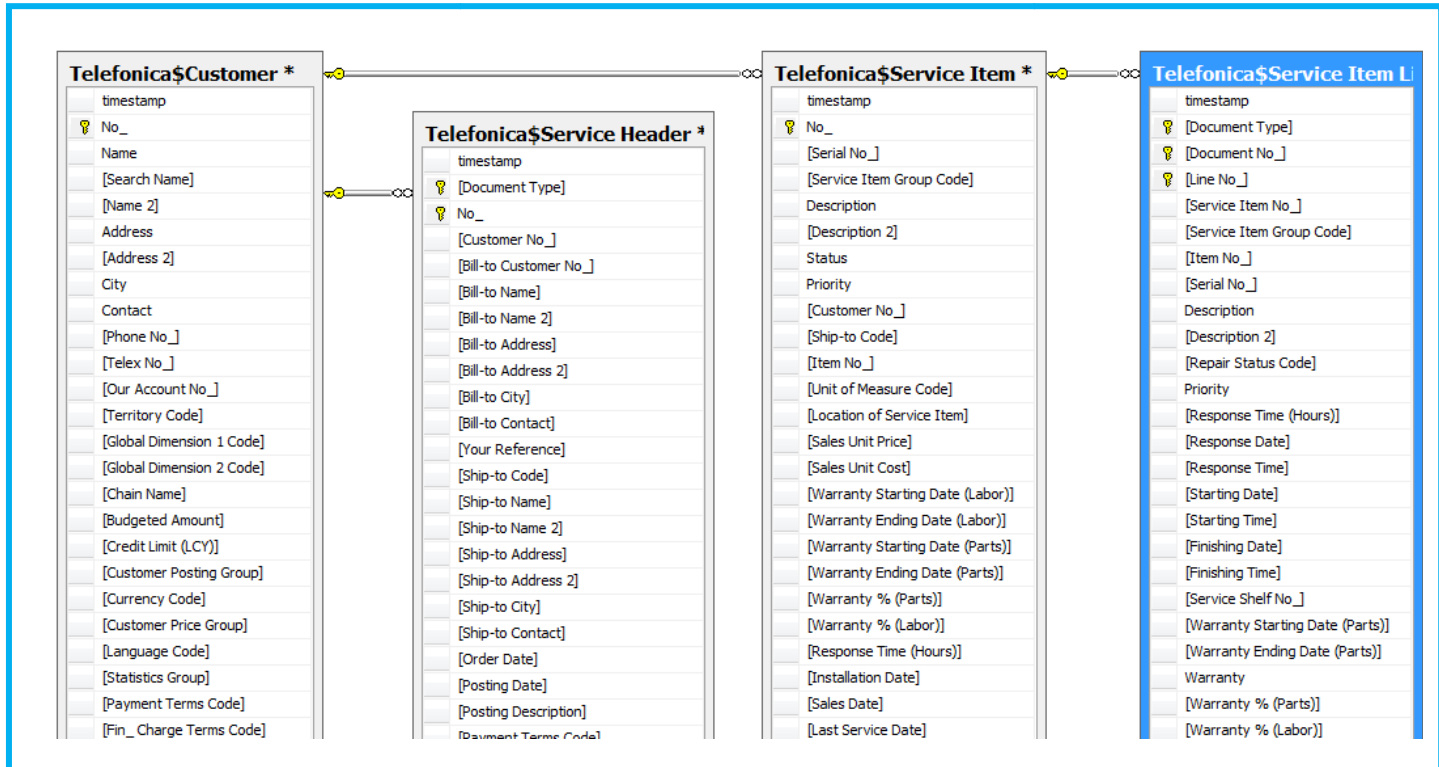 Telefonica$Customer *
timestamp
No_
Name
[Search Name]
[Name 2]
Address
[Address 2]
City
Contact
[Phone No_]
[Telex No_]
[Our Account No_]
[Territory Code]
[Global Dimension 1 Code]
[Global Dimension 2 Code]
[Chain Name]
[Budgeted Amount]
[Credit Limit (LCY)]
[Customer Posting Group]
[Currency Code]
[Customer Price Group]
[Language Code]
[Statistics Group]
[Payment Terms Code]
[Fin_ Charge Terms Code]
Telefonica$Service Header *
timestamp
[Document Type]
No_
[Customer No_]
[Bill-to Customer No_]
[Bill-to Name]
[Bill-to Name 2]
[Bill-to Address]
[Bill-to Address 2]
[Bill-to City]
[Bill-to Contact]
[Your Reference]
[Ship-to Code]
[Ship-to Name]
[Ship-to Name 2]
[Ship-to Address]
[Ship-to Address 2]
[Ship-to City]
[Ship-to Contact]
[Order Date]
[Posting Date]
[Posting Description]
[Payment Terms Code]
Telefonica$Service Item *
timestamp
No_
[Serial No_]
[Service Item Group Code]
Description
[Description 2]
Status
Priority
[Customer No_]
[Ship-to Code]
[Item No_]
[Unit of Measure Code]
[Location of Service Item]
[Sales Unit Price]
[Sales Unit Cost]
[Warranty Starting Date (Labor)]
[Warranty Ending Date (Labor)]
[Warranty Starting Date (Parts)]
[Warranty Ending Date (Parts)]
[Warranty % (Parts)]
[Warranty % (Labor)]
[Response Time (Hours)]
[Installation Date]
[Sales Date]
[Last Service Date]
Telefonica$Service Item Li
timestamp
[Document Type]
[Document No_]
[Line No_]
[Service Item No_]
[Service Item Group Code]
[Item No_]
[Serial No_]
Description
[Description 2]
[Repair Status Code]
Priority
[Response Time (Hours)]
[Response Date]
[Response Time]
[Starting Date]
[Starting Time]
[Finishing Date]
[Finishing Time]
[Service Shelf No_]
[Warranty Starting Date (Parts)]
[Warranty Ending Date (Parts)]
Warranty
[Warranty % (Parts)]
[Warranty % (Labor)]